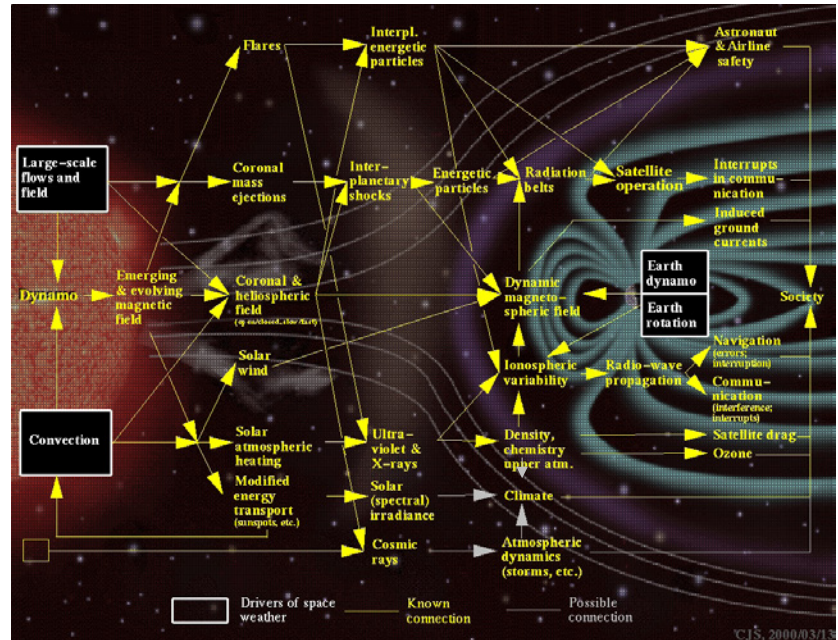 Flares
Interpl.
energetic
particles
Astronaut
& Airline
safety
Large-scale
flows and
field
Coronal
mass
ejections
Inter-
planetary
shocks
Energetic
particles
Radiation
belts
Satellite
operation
Interrupts
in commu-
nication
Induced
ground
currents
Dynamo
Emerging
& evolving
magnetic
field
Coronal &
heliospheric
field
(open/closed, slow/fast)
Dynamic
magneto-
spheric field
Earth
dynamo
Earth
rotation
Society
Solar
wind
Ionospheric
variability
Radio-wave
propagation
Navigation
(errors;
interruption)
Commu-
nication
(interference;
interrupts)
Convection
Solar
atmospheric
heating
Ultra-
violet &
X-rays
Density,
chemistry
upper atm.
Satellite drag
Ozone
Modified
energy
transport
(sunspots, etc.)
Solar
(spectral)
irradiance
Climate
Cosmic
rays
Atmospheric
dynamics
(storms, etc.)
Drivers of space
weather
Known
connection
Possible
connection
CJS, 2000/03/13